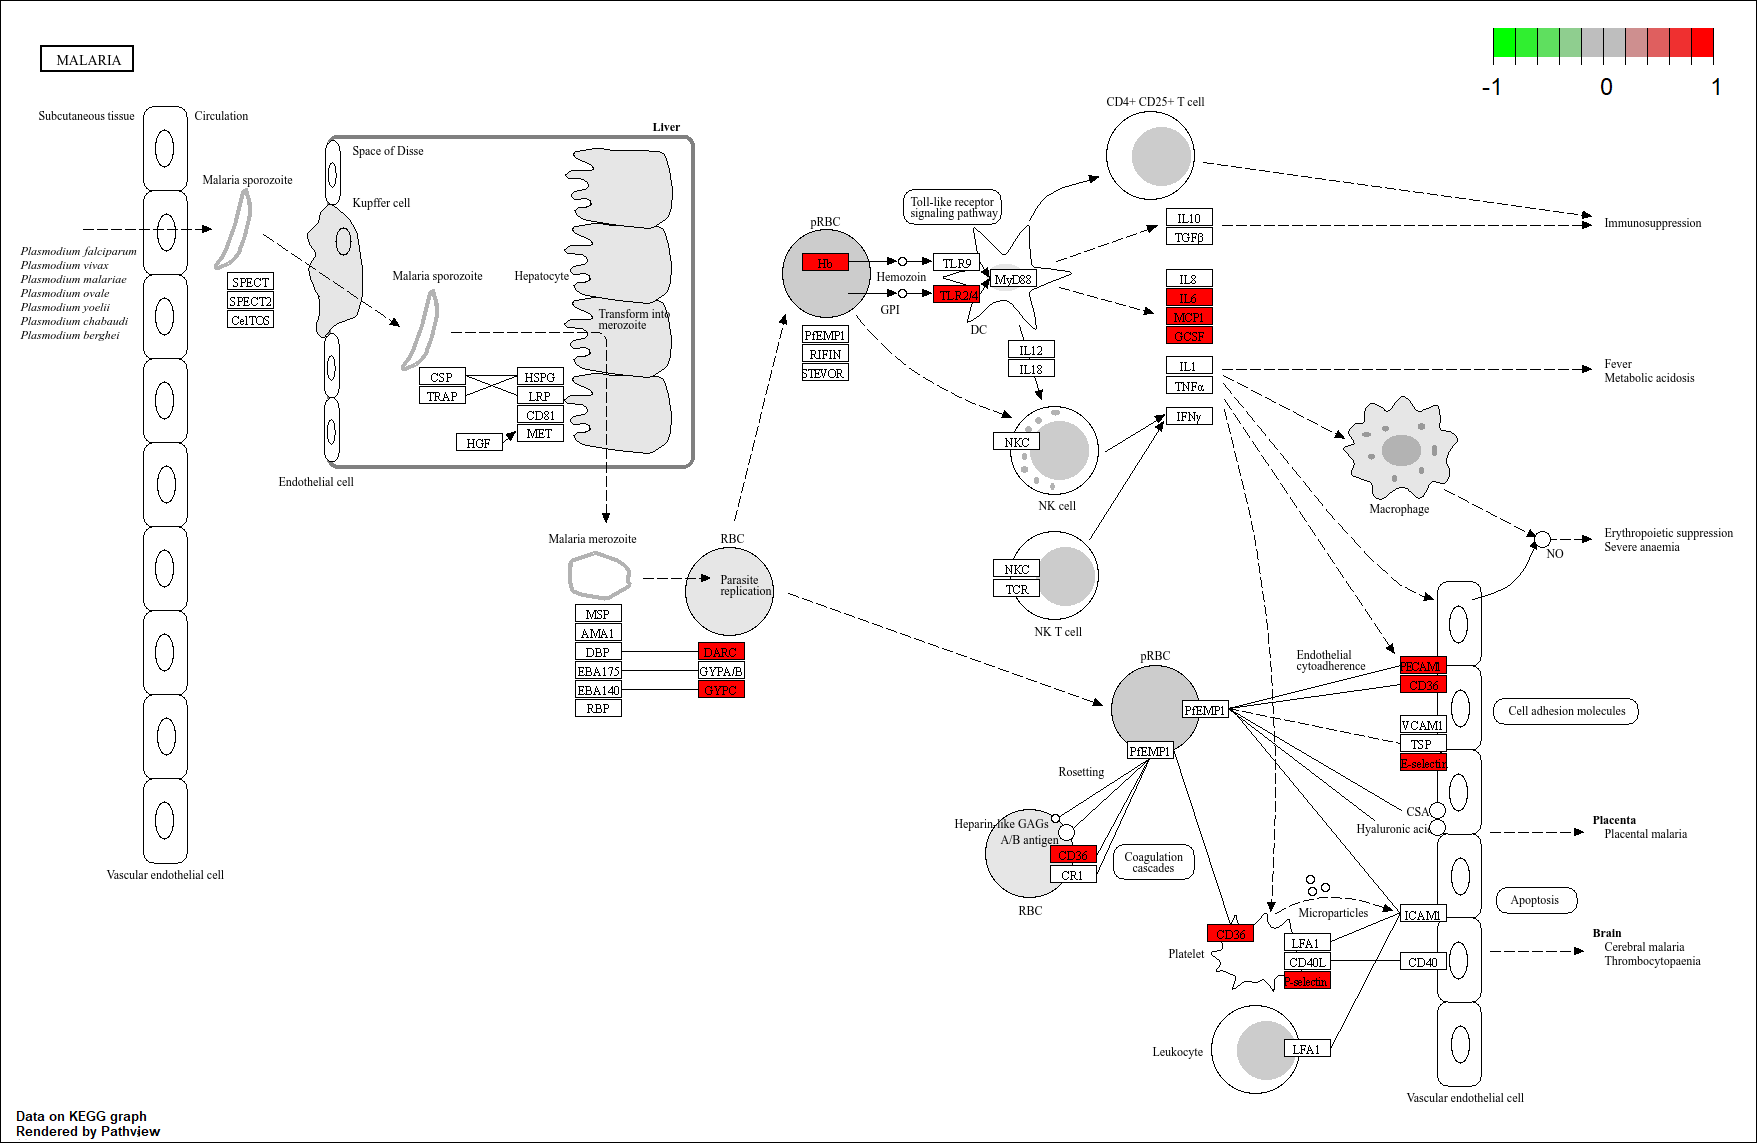 MALARIA
-1
0
1
Subcutaneous tissue
Circulation
Liver
Space of Disse
Malaria sporozoite
Kupffer cell
Plasmodium falciparum
Plasmodium vivax
Plasmodium malariae
Plasmodium ovale
Plasmodium yoelii
Plasmodium chabaudi
Plasmodium berghei
SPECT
SPECT2
CelTOS
Malaria sporozoite
Hepatocyte
Transform into
merozoite
CSP
TRAP
HSPG
LRP
CD81
MET
HGF
Endothelial cell
Vascular endothelial cell
Malaria merozoite
MSP
AMA1
DBP
EBA175
EBA140
RBP
RBC
Parasite
replication
DARC
GYPA/B
GYPC
pRBC
Hb
Hemozoin
GPI
PfEMP1
RIFIN
STEVOR
Toll-like receptor
signaling pathway
TLR9
TLR2/4
MyD88
DC
IL12
IL18
CD4+ CD25+ T cell
IL10
TGFβ
IL8
IL6
MCP1
GCSF
IL1
TNFα
IFNγ
NKC
NK cell
NKC
TCR
NK T cell
Immunosuppression
Fever
Metabolic acidosis
Macrophage
NO
Erythropoietic suppression
Severe anaemia
pRBC
PfEMP1
PfEMP1
Endothelial
cytoadherence
PECAM1
CD36
VCAM1
TSP
E-selectin
Cell adhesion molecules
Rosetting
Heparin-like GAGs
A/B antigen
CD36
CR1
RBC
Coagulation
cascades
CSA
Hyaluronic acid
Placenta
Placental malaria
Apoptosis
Microparticles
ICAM1
CD36
Platelet
LFA1
CD40L
P-selectin
CD40
Brain
Cerebral malaria
Thrombocytopaenia
Leukocyte
LFA1
Vascular endothelial cell
Data on KEGG graph
Rendered by Pathview